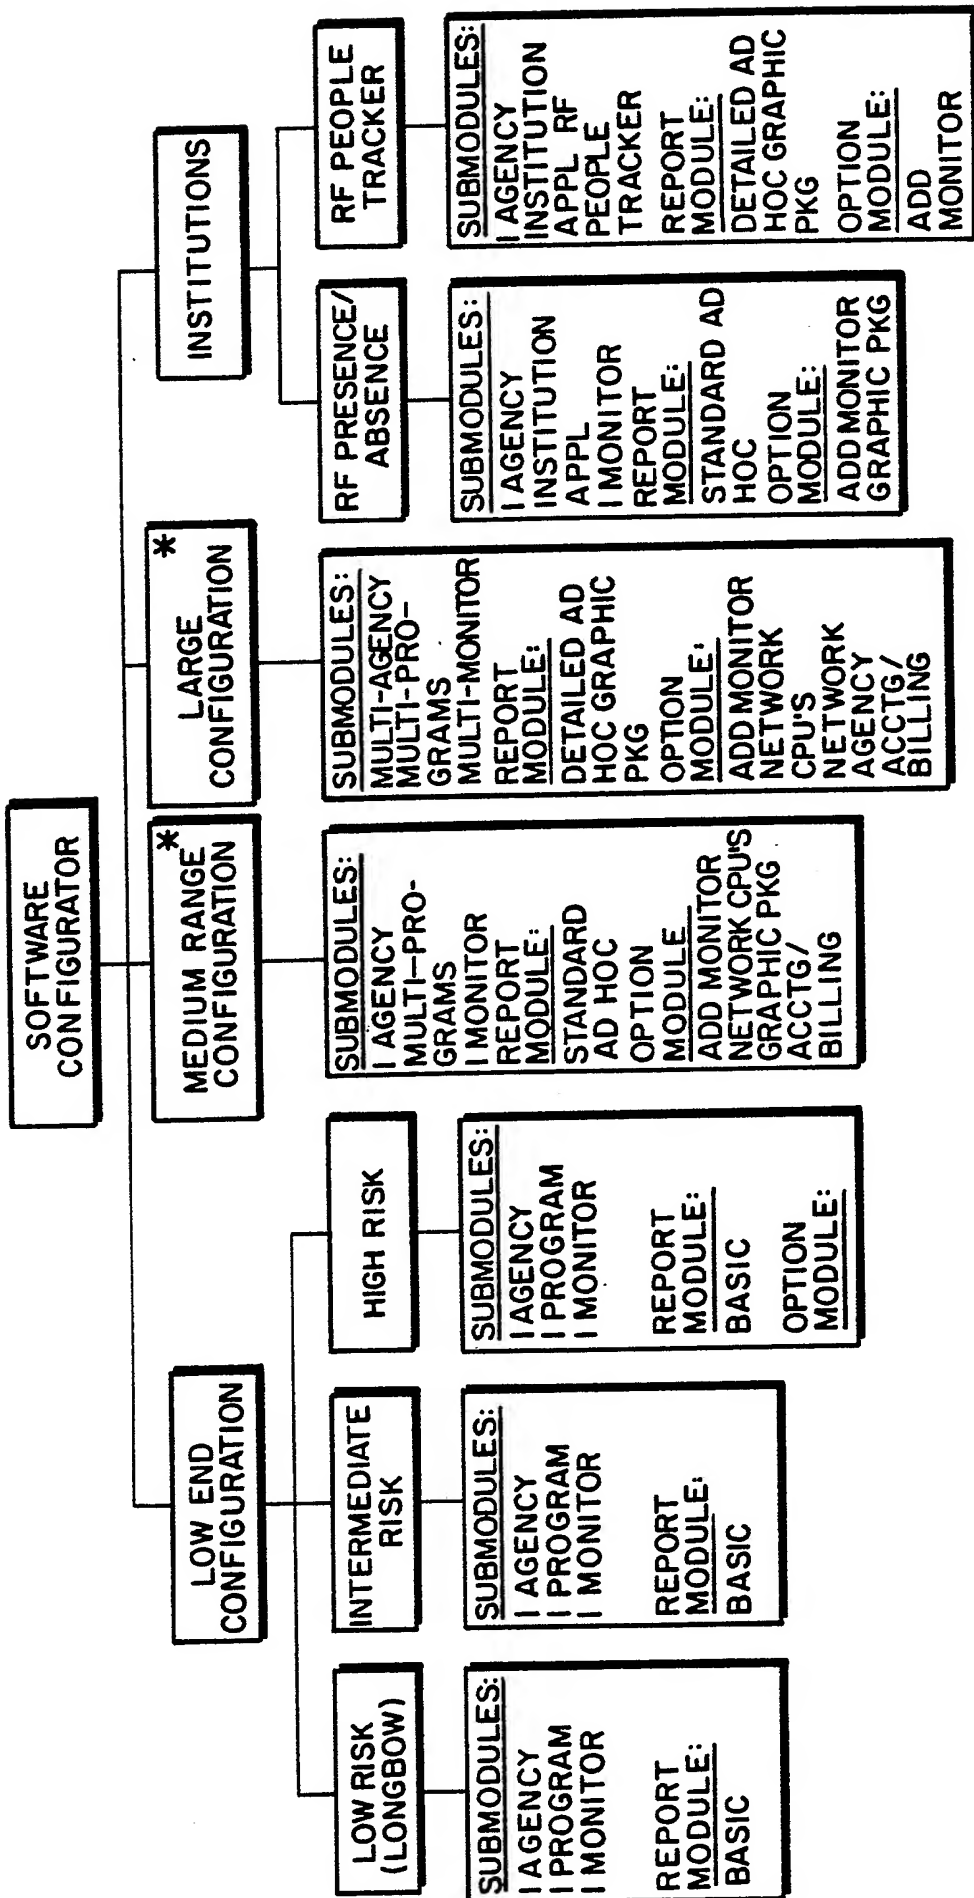 SOFTWARE
CONFIGURATOR
LOW END
CONFIGURATION
MEDIUM RANGE
CONFIGURATION
*
LARGE
CONFIGURATION
*
INSTITUTIONS
LOW RISK
(LONGBOW)
INTERMEDIATE
RISK
HIGH RISK
RF PRESENCE/
ABSENCE
RF PEOPLE
TRACKER
SUBMODULES:
I AGENCY
I PROGRAM
I MONITOR
REPORT
MODULE:
BASIC
SUBMODULES:
I AGENCY
I PROGRAM
I MONITOR
REPORT
MODULE:
BASIC
SUBMODULES:
I AGENCY
I PROGRAM
I MONITOR
REPORT
MODULE:
BASIC
OPTION
MODULE:
SUBMODULES:
I AGENCY
MULTI-PRO-
GRAMS
I MONITOR
REPORT
MODULE:
STANDARD
AD HOC
OPTION
MODULE
ADD MONITOR
NETWORK CPU'S
GRAPHIC PKG
ACCTG/
BILLING
SUBMODULES:
MULTI-AGENCY
MULTI-PRO-
GRAMS
MULTI-MONITOR
REPORT
MODULE:
DETAILED AD
HOC GRAPHIC
PKG
OPTION
MODULE:
ADD MONITOR
NETWORK
CPU'S
NETWORK
AGENCY
ACCTG/
BILLING
SUBMODULES:
I AGENCY
INSTITUTION
APPL
I MONITOR
REPORT
MODULE:
STANDARD AD
HOC
OPTION
MODULE:
ADD MONITOR
GRAPHIC PKG
SUBMODULES:
I AGENCY
INSTITUTION
APPL RF
PEOPLE
TRACKER
REPORT
MODULE:
DETAILED AD
HOC GRAPHIC
PKG
OPTION
MODULE:
ADD
MONITOR